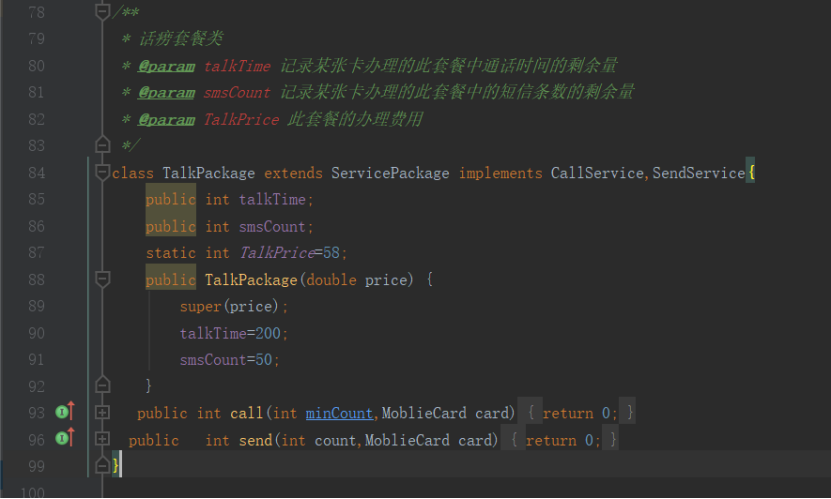 78 /**
79 * 话痨套餐类
80 * @param talkTime 记录某张卡办理的此套餐中通话时间的剩余量
81 * @param smsCount 记录某张卡办理的此套餐中的短信条数的剩余量
82 * @param TalkPrice 此套餐的办理费用
83 */
84 class TalkPackage extends ServicePackage implements CallService,SendService{
85 public int talkTime;
86 public int smsCount;
87 static int TalkPrice=58;
88 public TalkPackage(double price) {
89 super(price);
90 talkTime=200;
91 smsCount=50;
92 }
93 public int call(int minCount,MoblieCard card) { return 0; }
96 public int send(int count,MoblieCard card) { return 0; }
99 }
100